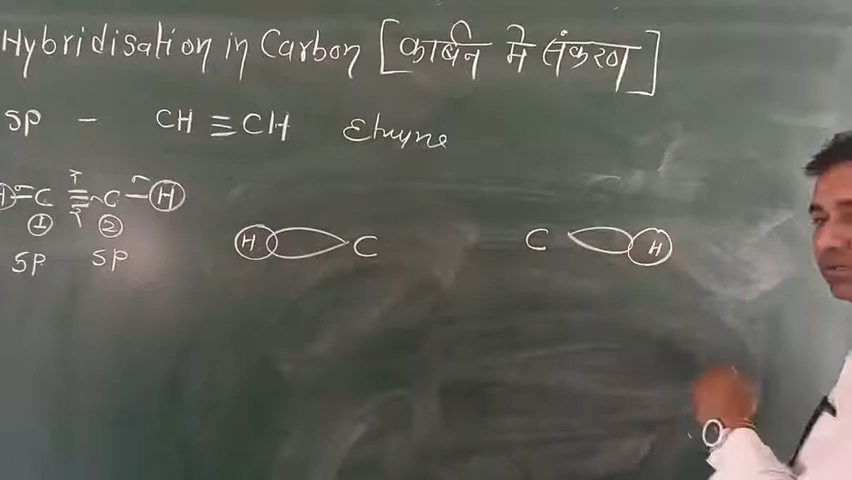 Hybridisation in Carbon [कार्बन मे संकरण]
SP - CH ≡ CH Ethyne
H - C ≡ C - H
1 2
SP SP
H C C H